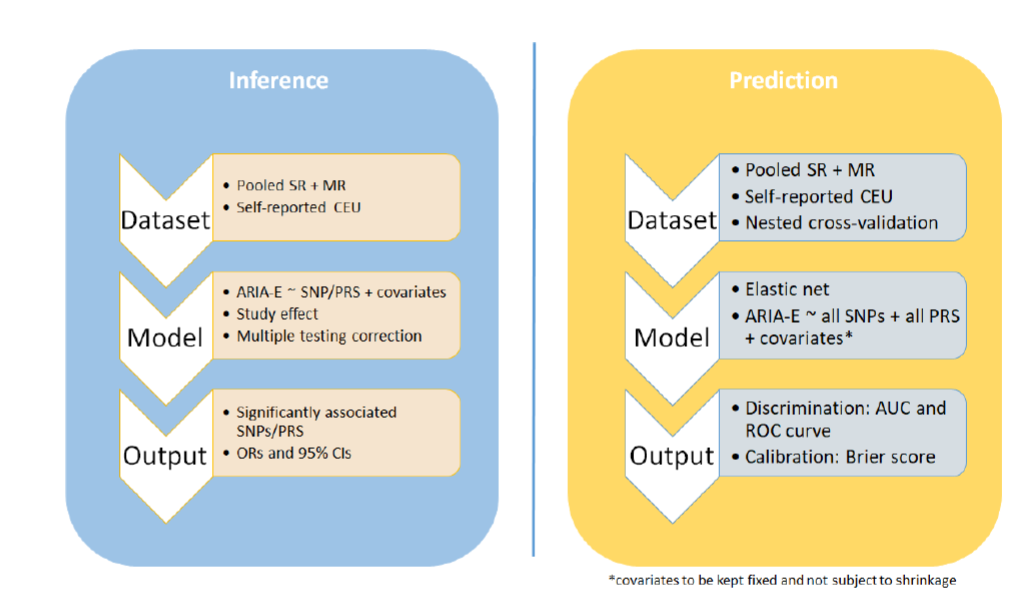 Inference
Dataset
• Pooled SR + MR
• Self-reported CEU
Model
• ARIA-E ~ SNP/PRS + covariates
• Study effect
• Multiple testing correction
Output
• Significantly associated
SNPs/PRS
• ORs and 95% CIs
Prediction
Dataset
• Pooled SR + MR
• Self-reported CEU
• Nested cross-validation
Model
• Elastic net
• ARIA-E ~ all SNPs + all PRS
+ covariates*
Output
• Discrimination: AUC and
ROC curve
• Calibration: Brier score
*covariates to be kept fixed and not subject to shrinkage